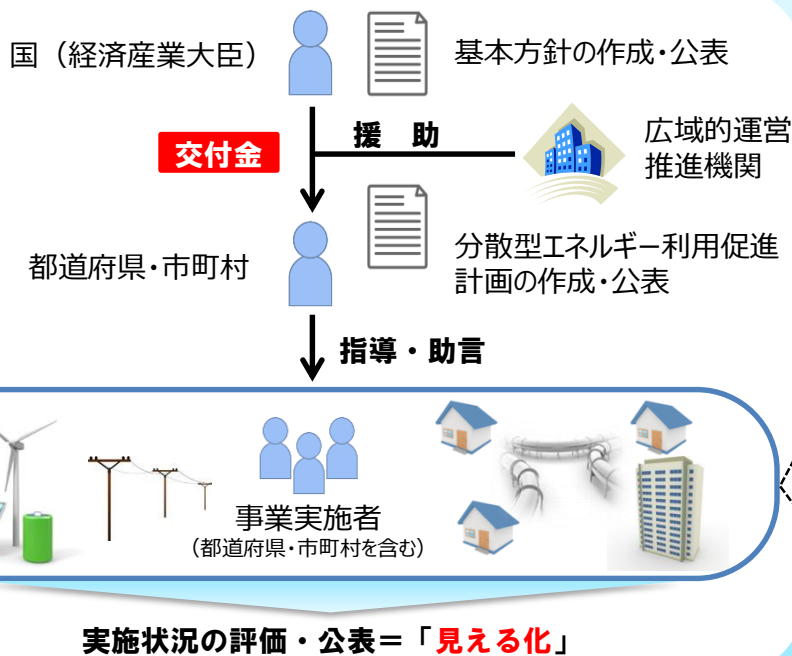 国（経済産業大臣）
基本方針の作成・公表
交付金
援 助
広域的運営
推進機関
都道府県・市町村
分散型エネルギー利用促進
計画の作成・公表
指導・助言
事業実施者
（都道府県・市町村を含む）
実施状況の評価・公表＝「見える化」